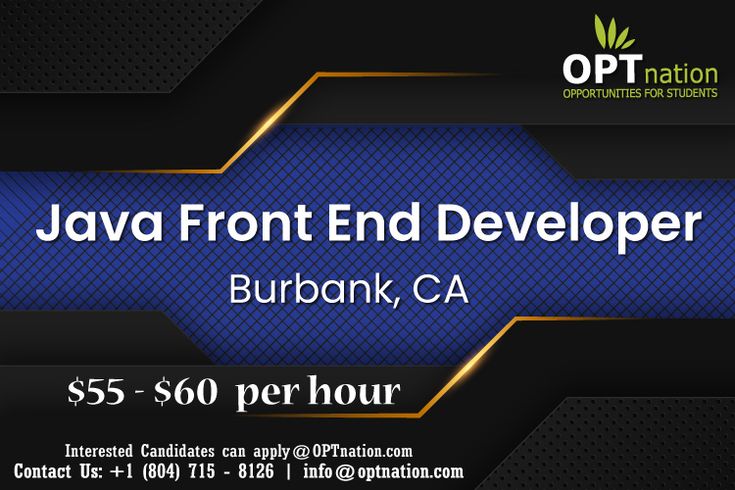 OPTnation
OPPORTUNITIES FOR STUDENTS
Java Front End Developer
Burbank, CA
$55 - $60 per hour
Interested Candidates can apply@OPTnation.com
Contact Us: +1 (804) 715 - 8126 | info@optnation.com